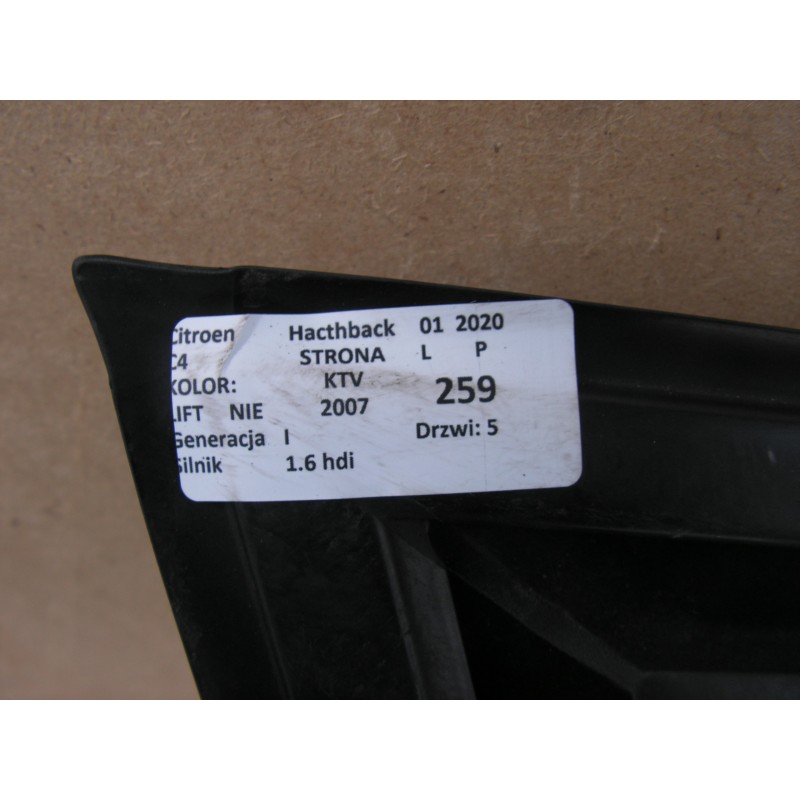 Citroen Hacthback 01 2020
C4 STRONA L P
KOLOR: KTV 259
LIFT NIE 2007
Generacja I Drzwi: 5
Silnik 1.6 hdi